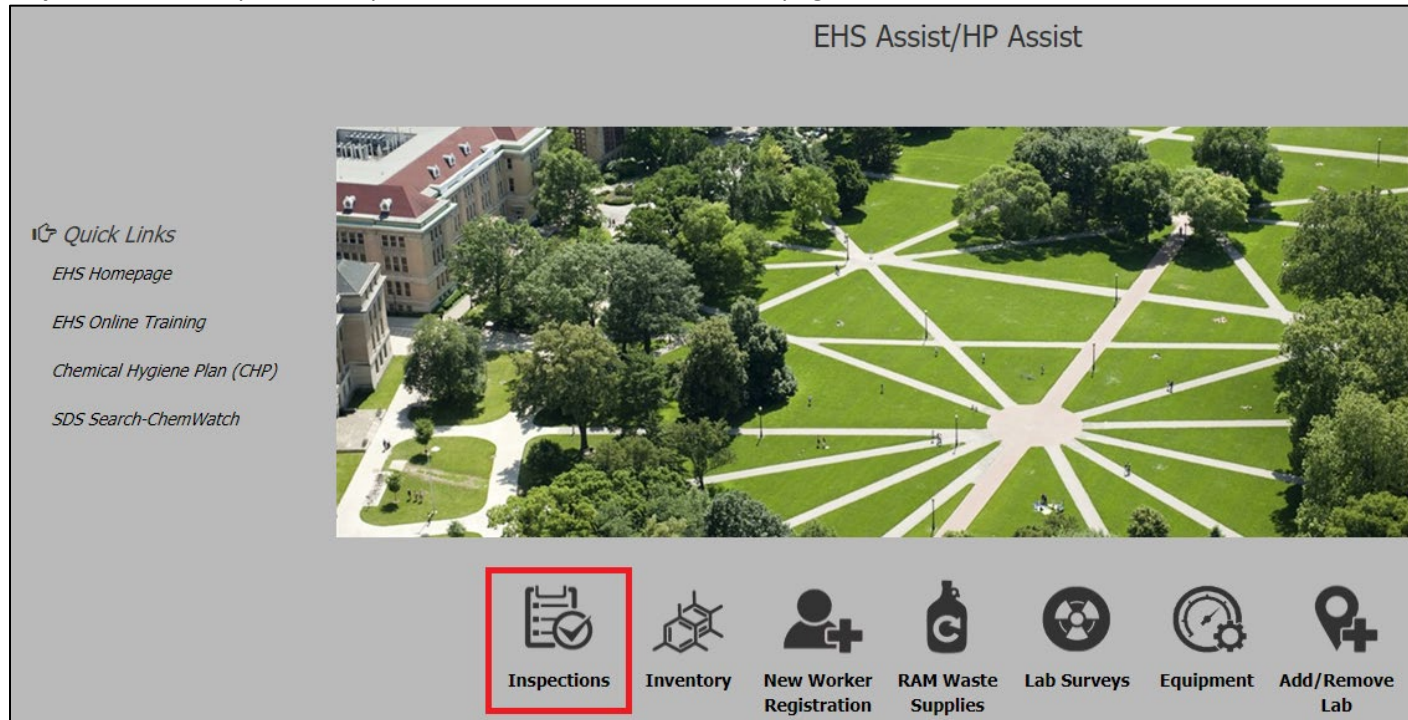 EHS Assist/HP Assist
Quick Links
EHS Homepage
EHS Online Training
Chemical Hygiene Plan (CHP)
SDS Search-ChemWatch
Inspections
Inventory
New Worker
Registration
RAM Waste
Supplies
Lab Surveys
Equipment
Add/Remove
Lab